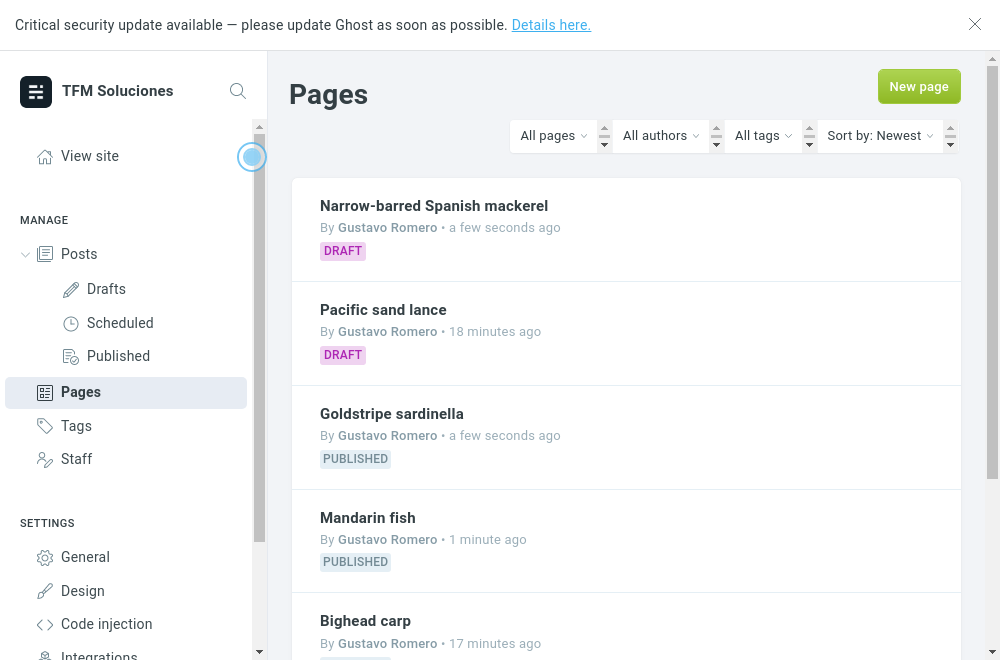 Critical security update available — please update Ghost as soon as possible. Details here.
TFM Soluciones
View site
MANAGE
Posts
Drafts
Scheduled
Published
Pages
Tags
Staff
SETTINGS
General
Design
Code injection
Integrations
Pages
New page
All pages
All authors
All tags
Sort by: Newest
Narrow-barred Spanish mackerel
By Gustavo Romero • a few seconds ago
DRAFT
Pacific sand lance
By Gustavo Romero • 18 minutes ago
DRAFT
Goldstripe sardinella
By Gustavo Romero • a few seconds ago
PUBLISHED
Mandarin fish
By Gustavo Romero • 1 minute ago
PUBLISHED
Bighead carp
By Gustavo Romero • 17 minutes ago